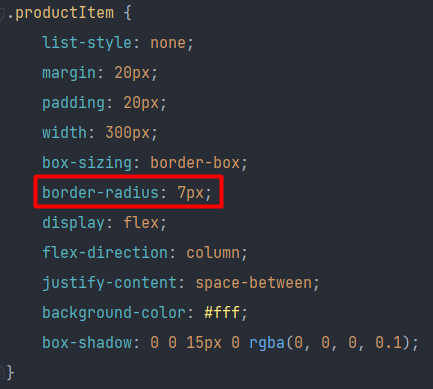 .productItem {
list-style: none;
margin: 20px;
padding: 20px;
width: 300px;
box-sizing: border-box;
border-radius: 7px;
display: flex;
flex-direction: column;
justify-content: space-between;
background-color: #fff;
box-shadow: 0 0 15px 0 rgba(0, 0, 0, 0.1);
}